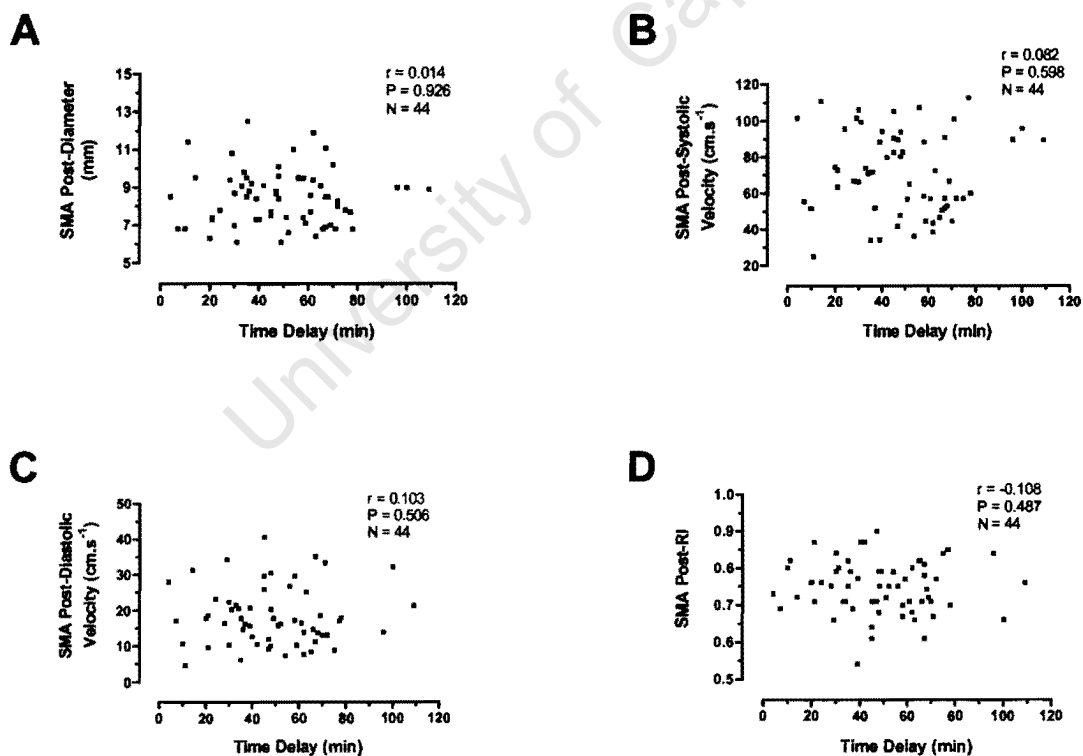 A
r = 0.014
P = 0.926
N = 44
SMA Post-Diameter
(mm)
15
13
11
9
7
5
0 20 40 60 80 100 120
Time Delay (min)
B
r = 0.082
P = 0.598
N = 44
SMA Post-Systolic
Velocity (cm.s⁻¹)
120
100
80
60
40
20
0 20 40 60 80 100 120
Time Delay (min)
C
r = 0.103
P = 0.506
N = 44
SMA Post-Diastolic
Velocity (cm.s⁻¹)
50
40
30
20
10
0
0 20 40 60 80 100 120
Time Delay (min)
D
r = -0.108
P = 0.487
N = 44
SMA Post-RI
1.0
0.9
0.8
0.7
0.6
0.5
0 20 40 60 80 100 120
Time Delay (min)
University of Cap